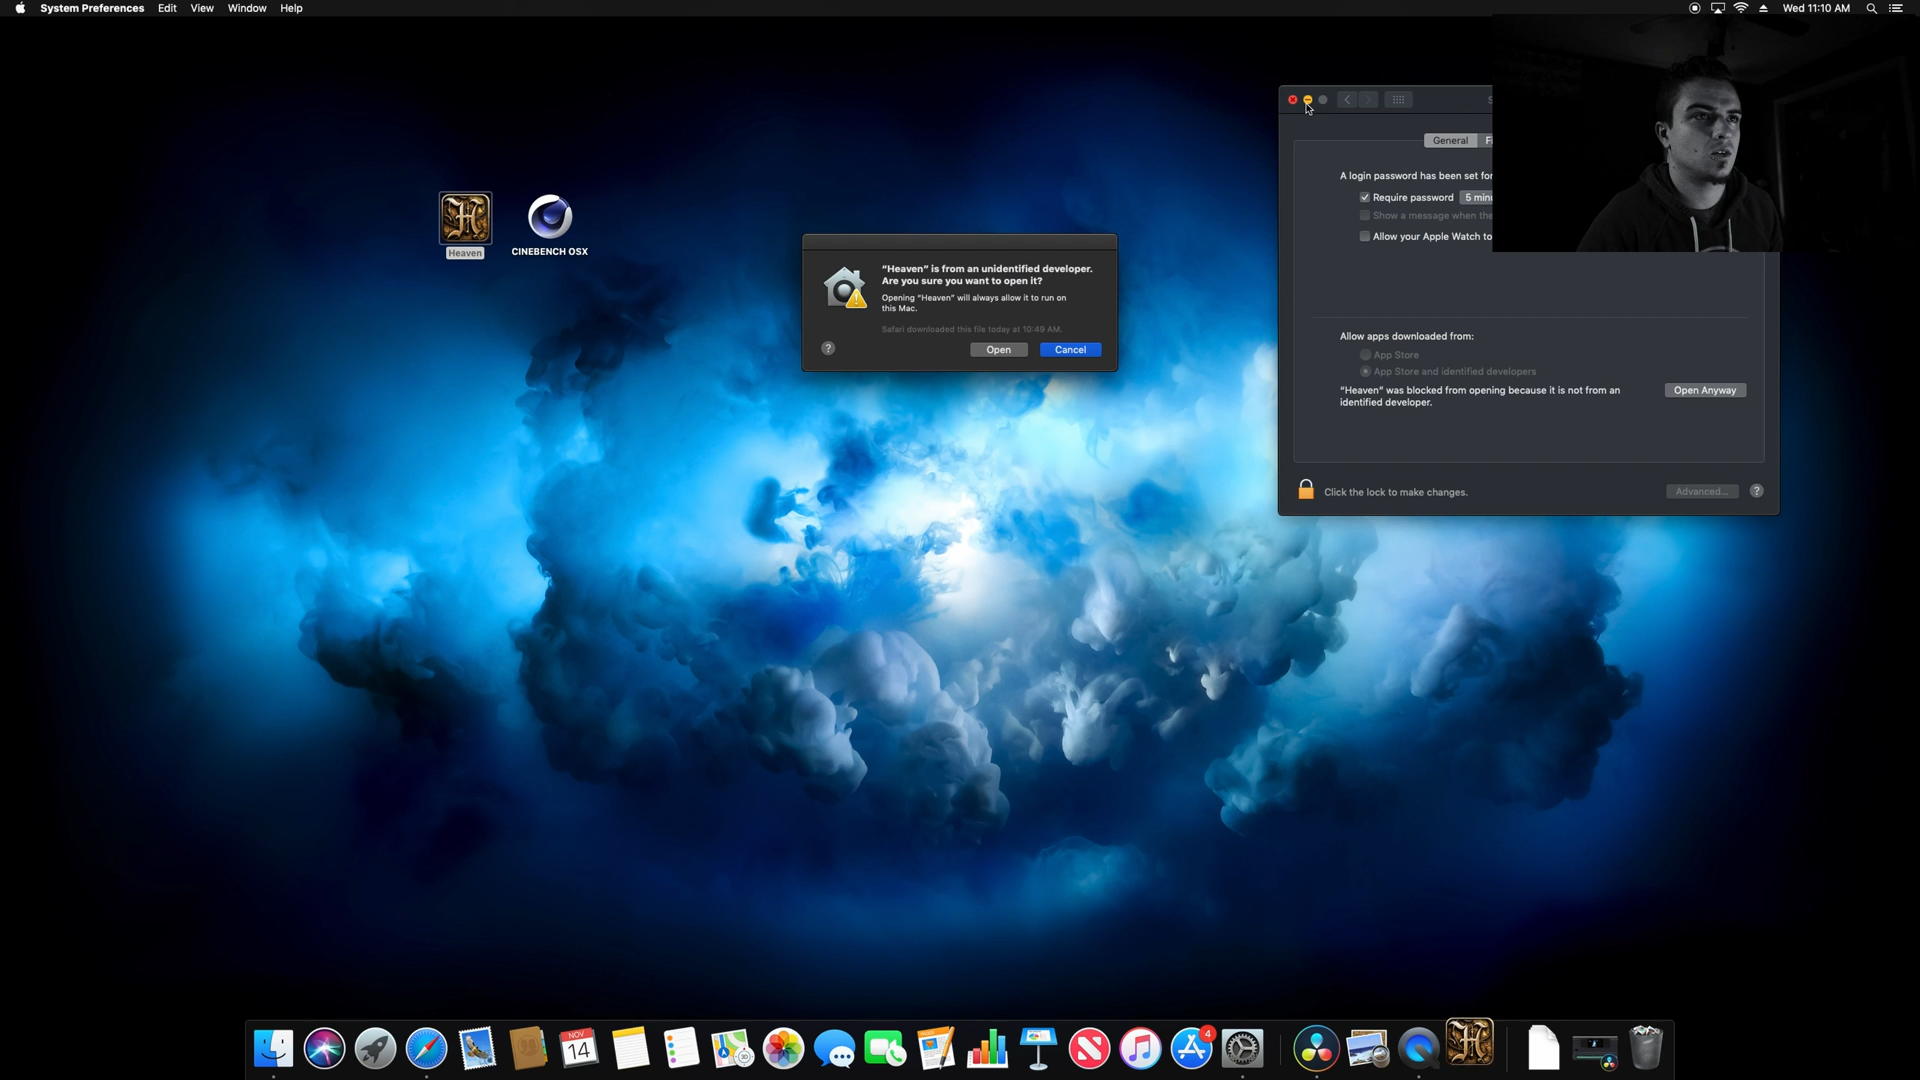 System Preferences Edit View Window Help
Wed 11:10 AM
Heaven
CINEBENCH OSX
“Heaven” is from an unidentified developer.
Are you sure you want to open it?
Opening “Heaven” will always allow it to run on
this Mac.
Safari downloaded this file today at 10:49 AM.
?
Open
Cancel
General
A login password has been set for
Require password
Show a message when the
Allow your Apple Watch to
Allow apps downloaded from:
App Store
App Store and identified developers
“Heaven” was blocked from opening because it is not from an
identified developer.
Open Anyway
Click the lock to make changes.
Advanced...
?
NOV
14
4